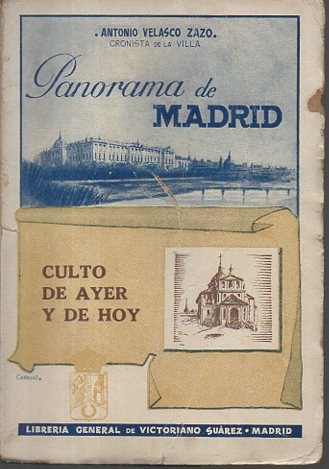 . ANTONIO VELASCO ZAZO .
CRONISTA DE LA VILLA
Panorama de
MADRID
CULTO
DE AYER
Y DE HOY
LIBRERIA GENERAL DE VICTORIANO SUÁREZ • MADRID